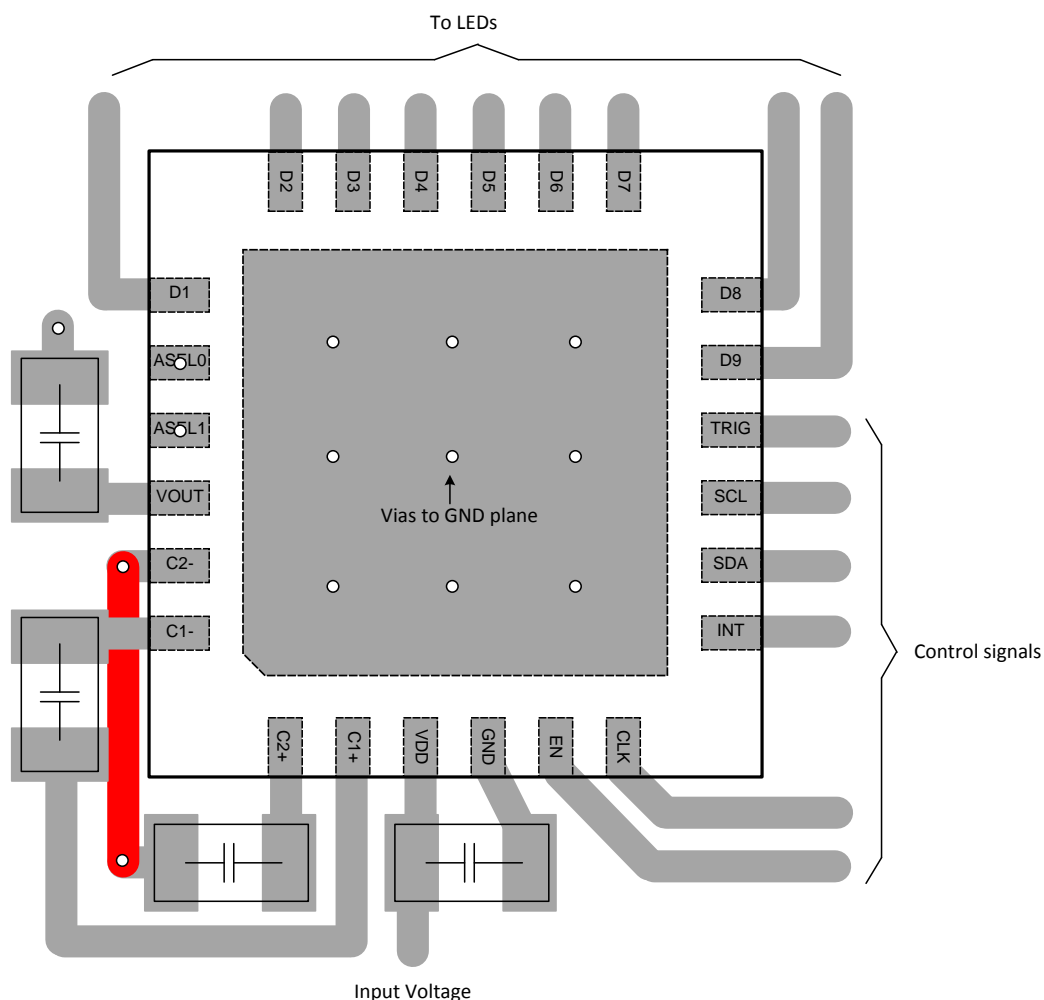 To LEDs
D2
D3
D4
D5
D6
D7
D1
D8
ASEL0
D9
ASEL1
TRIG
VOUT
SCL
Vias to GND plane
C2-
SDA
C1-
INT
Control signals
C2+
C1+
VDD
GND
EN
CLK
Input Voltage